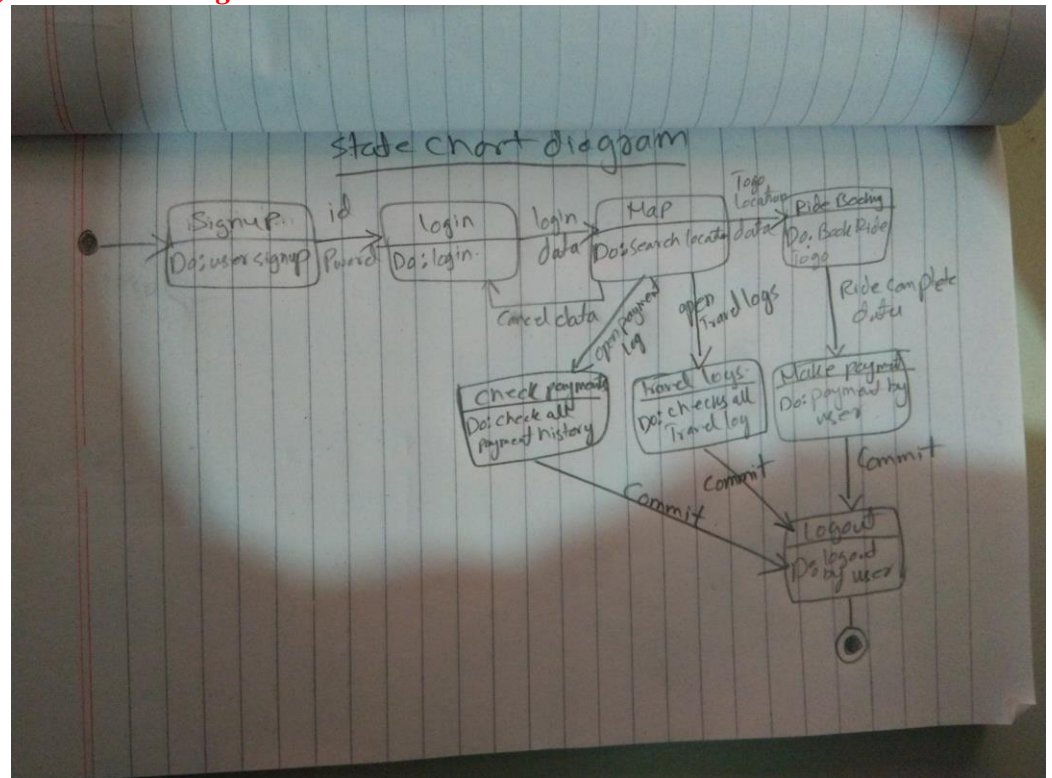 State chart diagram
Signup
Do: user signup
id
login
Do: login.
login
data
Map
Do: search locatio
Togo
Location
data
Ride Booking
Do: Book Ride
Togo
Cancel data
open payment
log
open
Travel logs
Ride complete
data
Check payments
Do: check all
payment history
Travel logs
Do: checks all
Travel log
Make payment
Do: payment by
user
Commit
Commit
Commit
Logout
Do: logout
by user